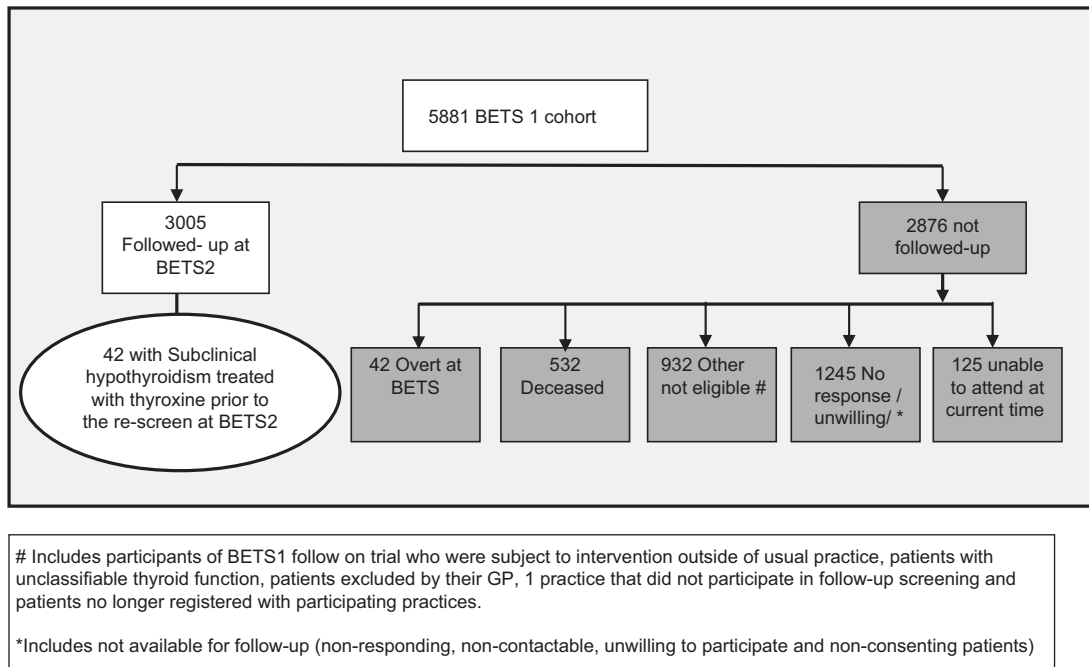 5881 BETS 1 cohort
3005
Followed- up at
BETS2
2876 not
followed-up
42 with Subclinical
hypothyroidism treated
with thyroxine prior to
the re-screen at BETS2
42 Overt at
BETS
532
Deceased
932 Other
not eligible #
1245 No
response /
unwilling/ *
125 unable
to attend at
current time
# Includes participants of BETS1 follow on trial who were subject to intervention outside of usual practice, patients with
unclassifiable thyroid function, patients excluded by their GP, 1 practice that did not participate in follow-up screening and
patients no longer registered with participating practices.
*Includes not available for follow-up (non-responding, non-contactable, unwilling to participate and non-consenting patients)